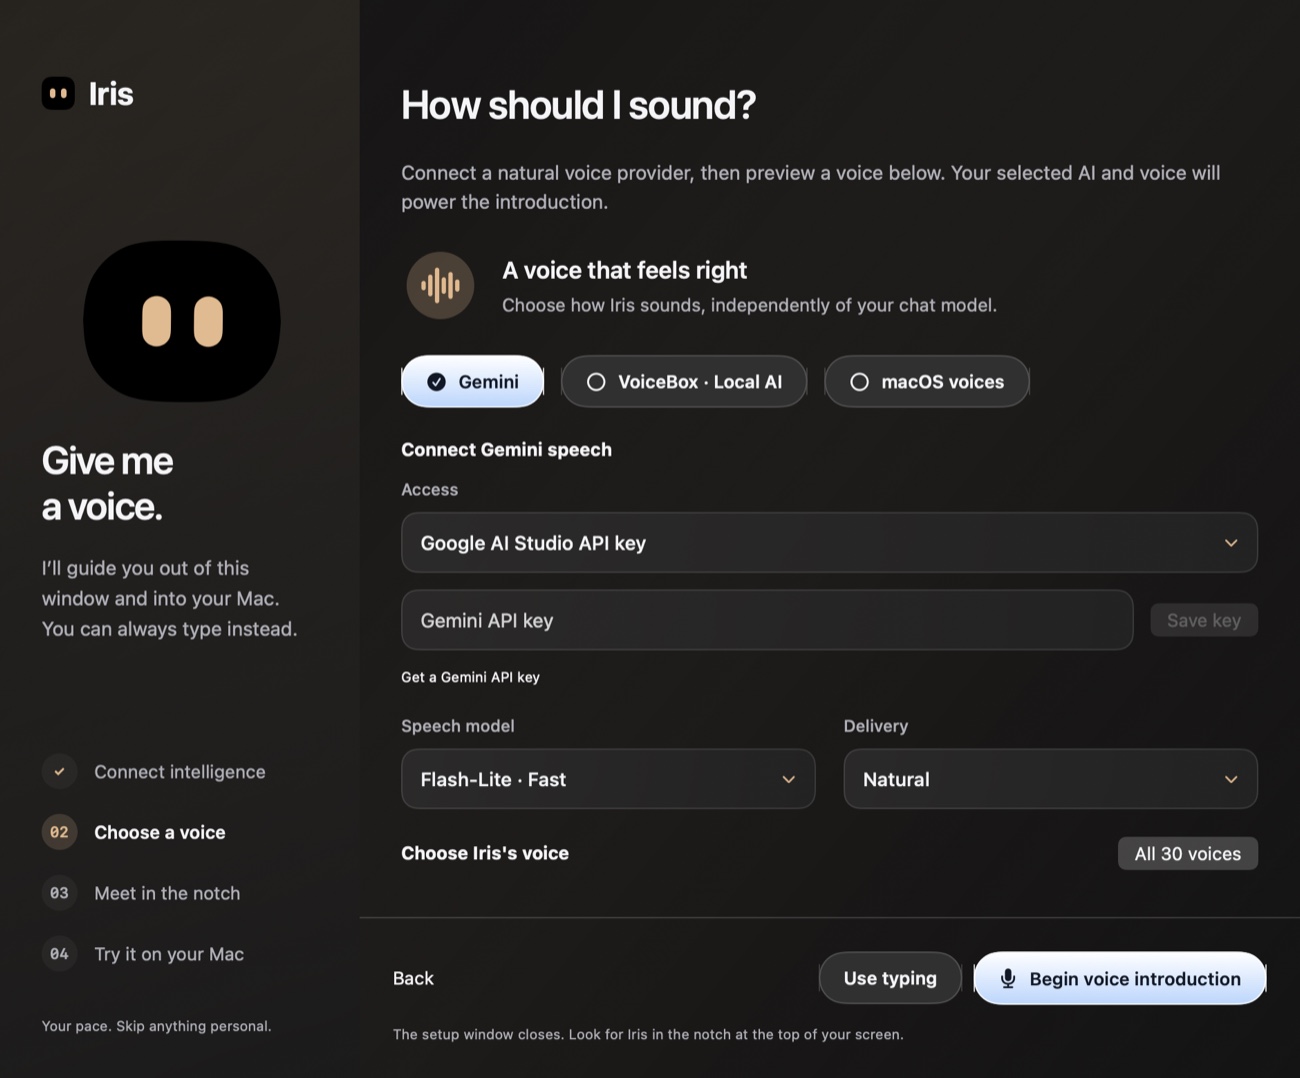 Iris
Give me
a voice.
I’ll guide you out of this
window and into your Mac.
You can always type instead.
Connect intelligence
02 Choose a voice
03 Meet in the notch
04 Try it on your Mac
Your pace. Skip anything personal.
How should I sound?
Connect a natural voice provider, then preview a voice below. Your selected AI and voice will
power the introduction.
A voice that feels right
Choose how Iris sounds, independently of your chat model.
Gemini VoiceBox · Local AI macOS voices
Connect Gemini speech
Access
Google AI Studio API key
Gemini API key Save key
Get a Gemini API key
Speech model Delivery
Flash-Lite · Fast Natural
Choose Iris's voice All 30 voices
Back Use typing Begin voice introduction
The setup window closes. Look for Iris in the notch at the top of your screen.